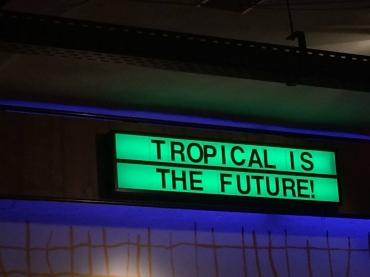 TROPICAL IS
THE FUTURE!